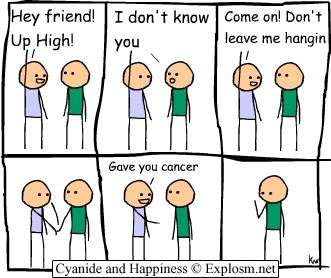 Hey friend!
Up High!
I don't know
you
Come on! Don't
leave me hangin
Gave you cancer
Cyanide and Happiness © Explosm.net